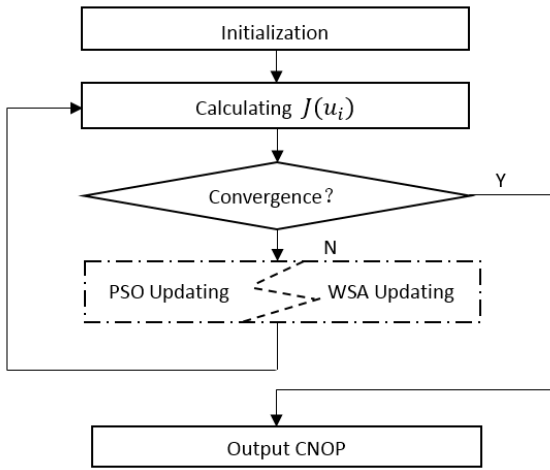 Initialization
Calculating J(u_i)
Convergence？
Y
N
PSO Updating
WSA Updating
Output CNOP